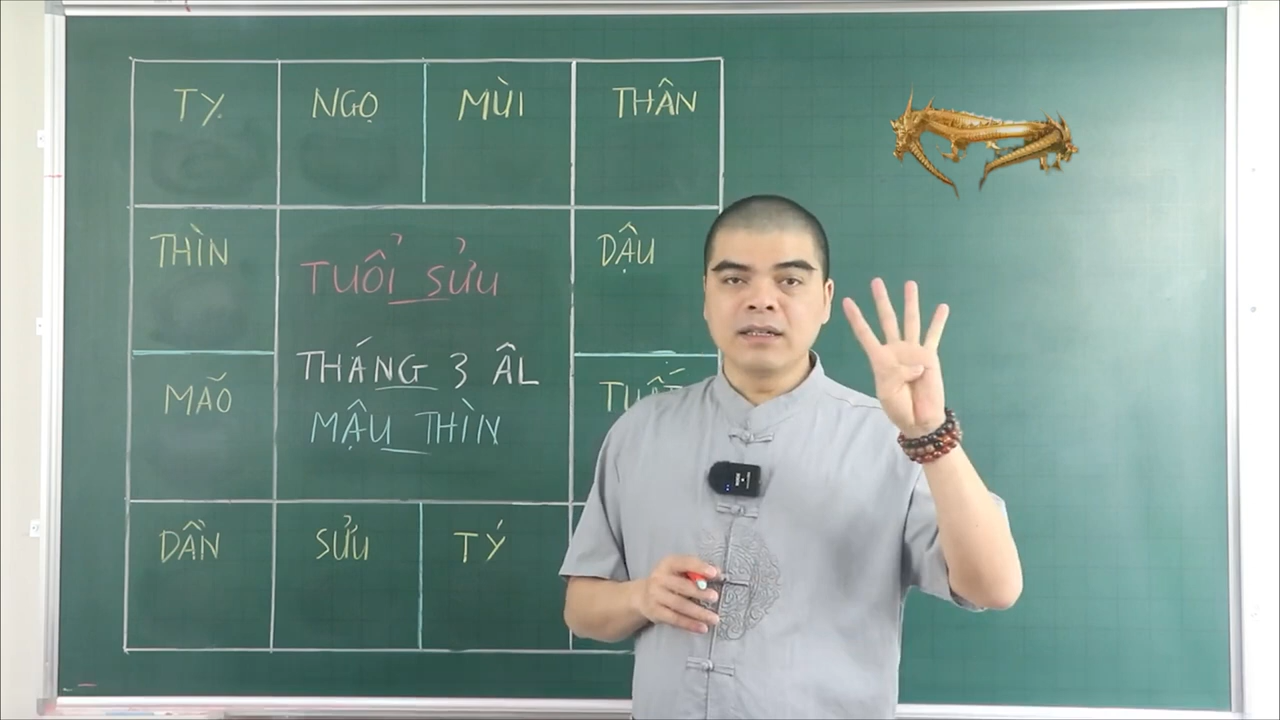 TỴ NGỌ MÙI THÂN
THÌN
TUỔI SỬU
DẬU
THÁNG 3 ÂL
MÃO
MẬU THÌN
DẦN SỬU TÝ